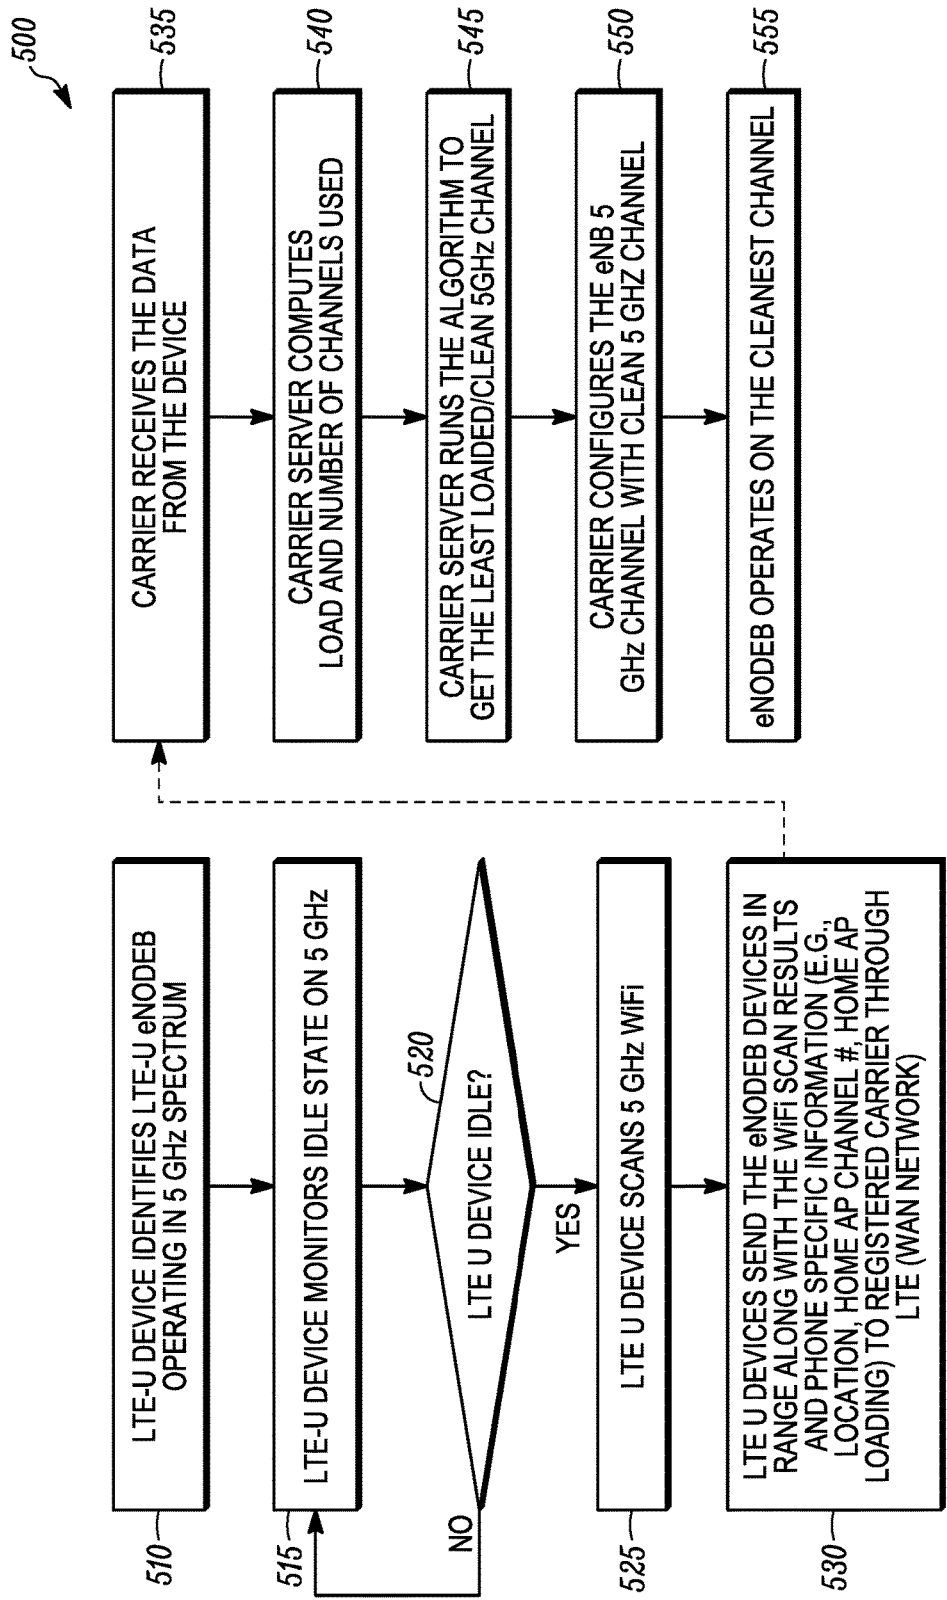 500
510
LTE-U DEVICE IDENTIFIES LTE-U eNODEB
OPERATING IN 5 GHz SPECTRUM
515
LTE-U DEVICE MONITORS IDLE STATE ON 5 GHz
520
LTE U DEVICE IDLE?
NO
YES
525
LTE U DEVICE SCANS 5 GHz WiFi
530
LTE U DEVICES SEND THE eNODEB DEVICES IN
RANGE ALONG WITH THE WiFi SCAN RESULTS
AND PHONE SPECIFIC INFORMATION (E.G.,
LOCATION, HOME AP CHANNEL #, HOME AP
LOADING) TO REGISTERED CARRIER THROUGH
LTE (WAN NETWORK)
535
CARRIER RECEIVES THE DATA
FROM THE DEVICE
540
CARRIER SERVER COMPUTES
LOAD AND NUMBER OF CHANNELS USED
545
CARRIER SERVER RUNS THE ALGORITHM TO
GET THE LEAST LOAIDED/CLEAN 5GHz CHANNEL
550
CARRIER CONFIGURES THE eNB 5
GHz CHANNEL WITH CLEAN 5 GHZ CHANNEL
555
eNODEB OPERATES ON THE CLEANEST CHANNEL